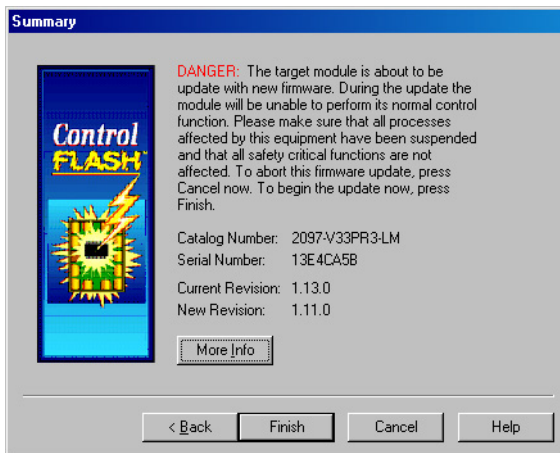 Summary
Control
FLASH™
DANGER: The target module is about to be
update with new firmware. During the update the
module will be unable to perform its normal control
function. Please make sure that all processes
affected by this equipment have been suspended
and that all safety critical functions are not
affected. To abort this firmware update, press
Cancel now. To begin the update now, press
Finish.
Catalog Number: 2097-V33PR3-LM
Serial Number: 13E4CA5B
Current Revision: 1.13.0
New Revision: 1.11.0
More Info
< Back Finish Cancel Help